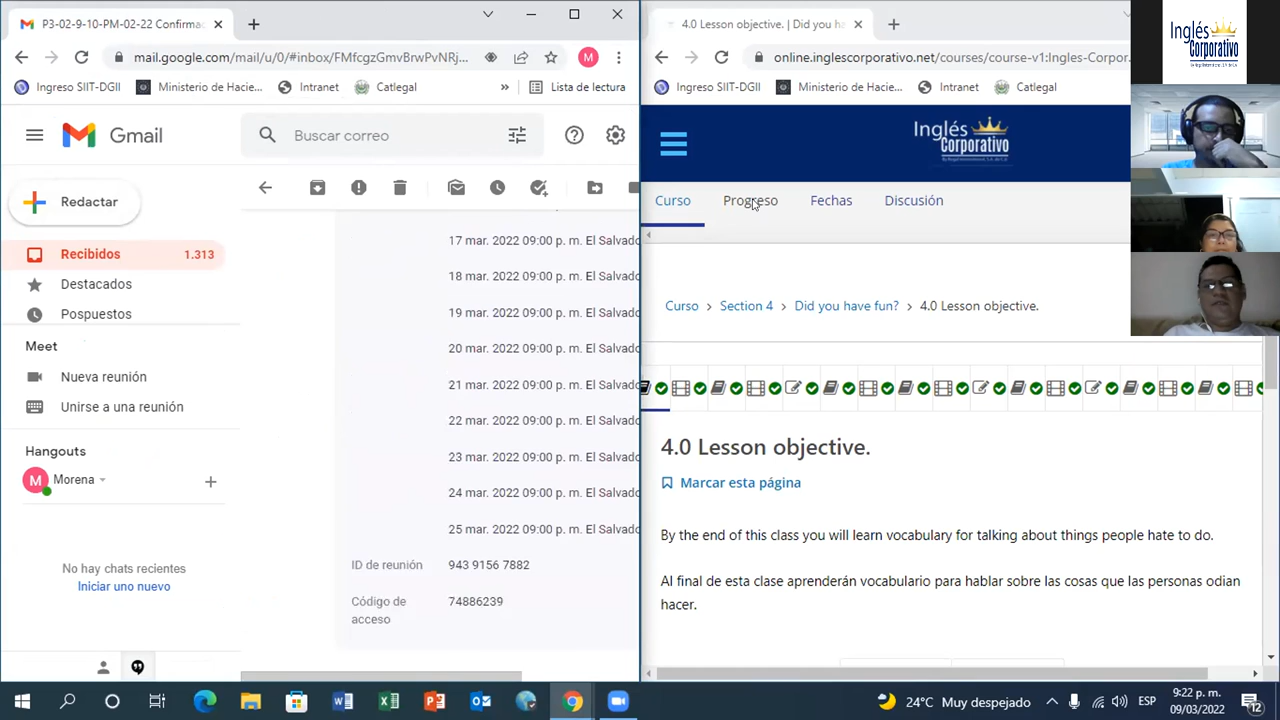 P3-02-9-10-PM-02-22 Confirmac
mail.google.com/mail/u/0/#inbox/FMfcgzGmvBrwPvNRj...
M
Ingreso SIIT-DGII
Ministerio de Hacie...
Intranet
Catlegal
»
Lista de lectura
Gmail
Buscar correo
Redactar
Recibidos
1.313
Destacados
Pospuestos
Meet
Nueva reunión
Unirse a una reunión
Hangouts
M
Morena
No hay chats recientes
Iniciar uno nuevo
17 mar. 2022 09:00 p. m. El Salvado
18 mar. 2022 09:00 p. m. El Salvado
19 mar. 2022 09:00 p. m. El Salvado
20 mar. 2022 09:00 p. m. El Salvado
21 mar. 2022 09:00 p. m. El Salvado
22 mar. 2022 09:00 p. m. El Salvado
23 mar. 2022 09:00 p. m. El Salvado
24 mar. 2022 09:00 p. m. El Salvado
25 mar. 2022 09:00 p. m. El Salvado
ID de reunión
943 9156 7882
Código de
acceso
74886239
4.0 Lesson objective. | Did you ha
online.inglescorporativo.net/courses/course-v1:Ingles-Corpor
Ingreso SIIT-DGII
Ministerio de Hacie...
Intranet
Catlegal
Inglés
Corporativo
Curso
Progreso
Fechas
Discusión
Curso > Section 4 > Did you have fun? > 4.0 Lesson objective.
4.0 Lesson objective.
Marcar esta página
By the end of this class you will learn vocabulary for talking about things people hate to do.
Al final de esta clase aprenderán vocabulario para hablar sobre las cosas que las personas odian
hacer.
Inglés
Corporativo
24°C Muy despejado
ESP
9:22 p. m.
09/03/2022
12